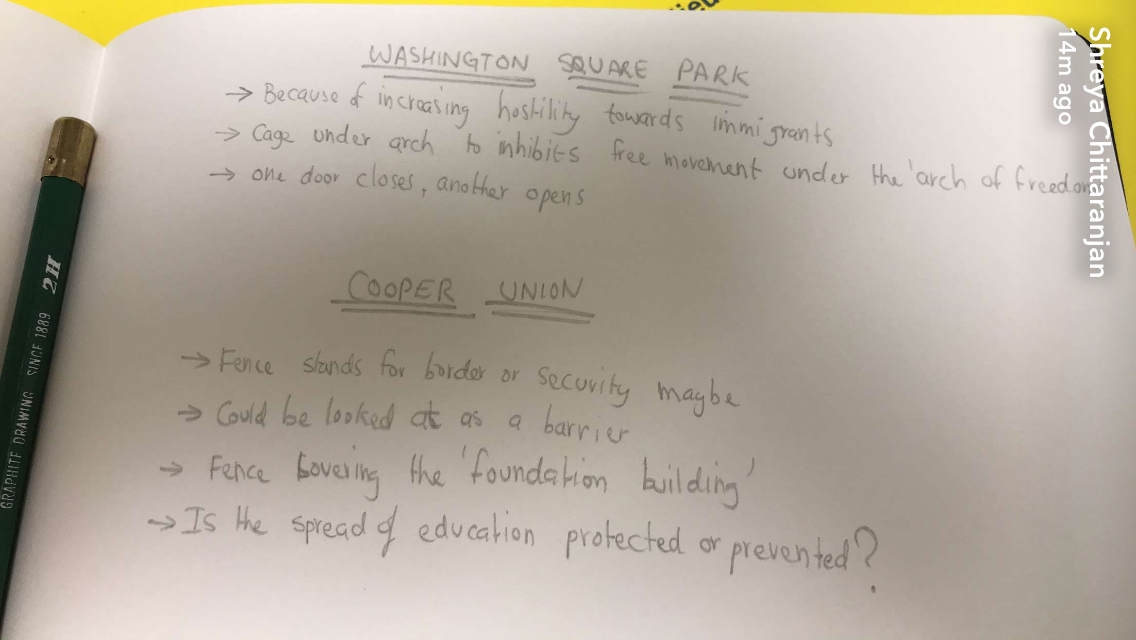 WASHINGTON SQUARE PARK
→ Because of increasing hostility towards immigrants
→ Cage under arch to inhibits free movement under the 'arch of freedom
→ one door closes, another opens
COOPER UNION
→ Fence stands for border or security maybe
→ Could be looked at as a barrier
→ Fence covering the 'foundation building'
→ Is the spread of education protected or prevented?
Shreya Chittaranjan
14m ago
2H
GRAPHITE DRAWING SINCE 1889